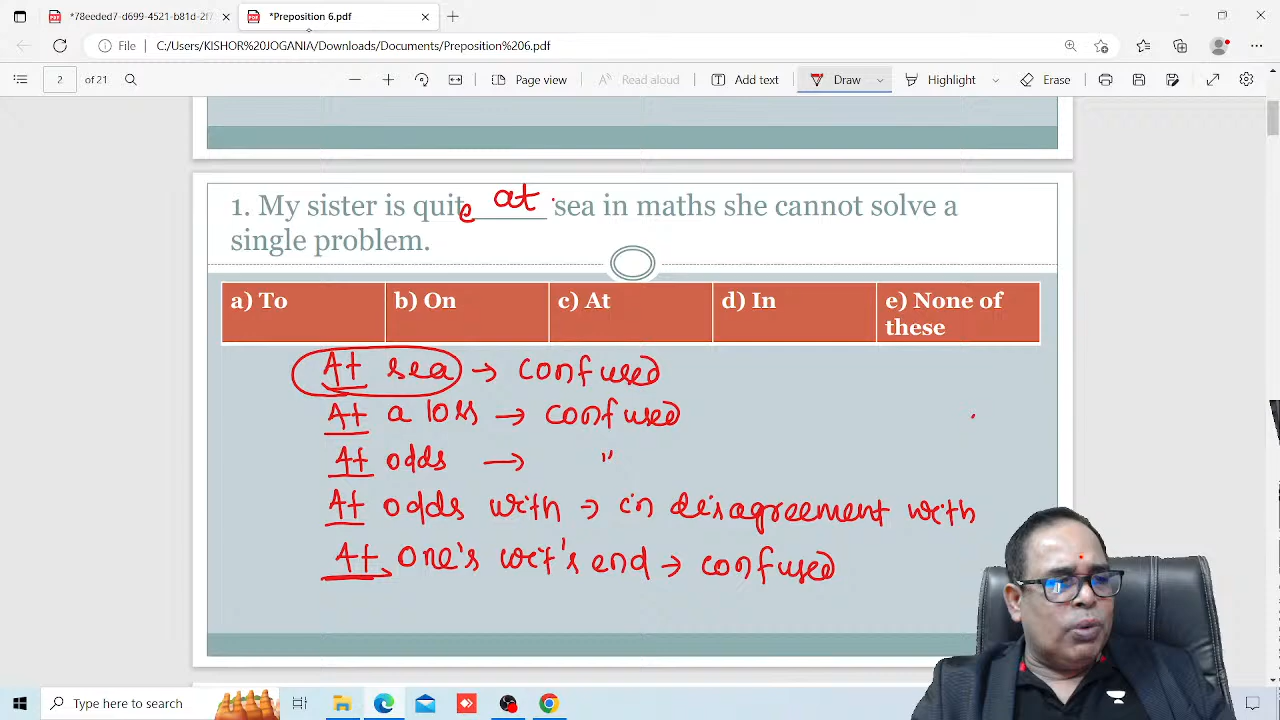 *78eeded7-d699-4521-b81d-2f7
*Preposition 6.pdf
File
C:/Users/KISHOR%20JOGANIA/Downloads/Documents/Preposition%206.pdf
2 of 21
Page view
Read aloud
Add text
Draw
Highlight
Erase
1. My sister is quite at sea in maths she cannot solve a
single problem.
a) To b) On c) At d) In e) None of
these
At sea → confused
At a loss → confused
At odds → "
At odds with → in disagreement with
At one's wit's end → confused
Type here to search